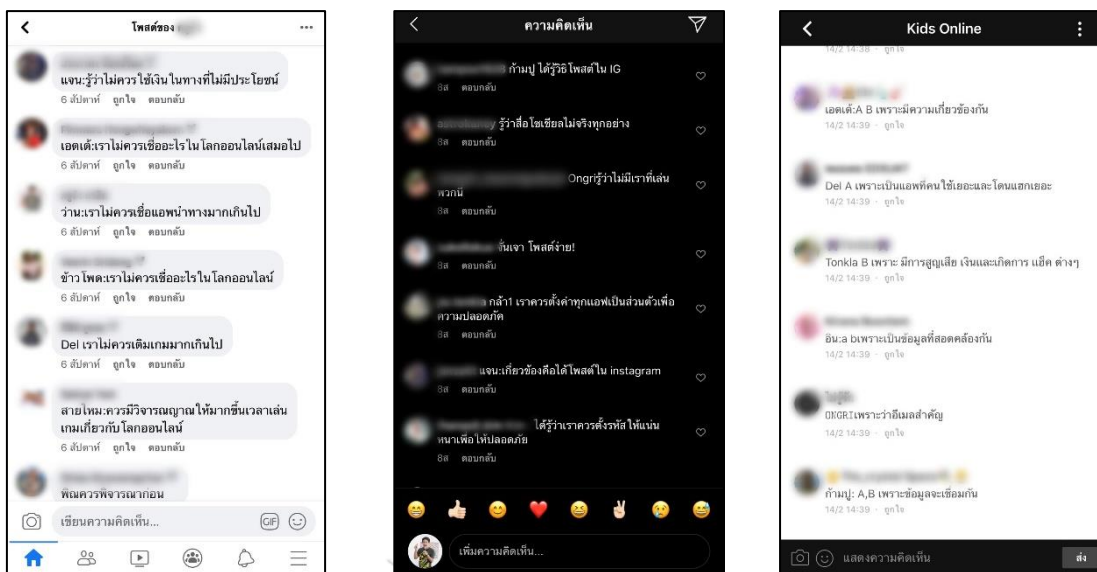 โพสต์ของ
แจน:รู้ว่าไม่ควรใช้เงินในทางที่ไม่มีประโยชน์
6 สัปดาห์ ถูกใจ ตอบกลับ
เอตเต้:เราไม่ควรเชื่ออะไรในโลกออนไลน์เสมอไป
6 สัปดาห์ ถูกใจ ตอบกลับ
ว่าน:เราไม่ควรเชื่อแอพนำทางมากเกินไป
6 สัปดาห์ ถูกใจ ตอบกลับ
ข้าวโพด:เราไม่ควรเชื่ออะไรในโลกออนไลน์
6 สัปดาห์ ถูกใจ ตอบกลับ
Del เราไม่ควรเติมเกมมากเกินไป
6 สัปดาห์ ถูกใจ ตอบกลับ
สายไหม:ควรมีวิจารณญาณให้มากขึ้นเวลาเล่น
เกมเกี่ยวกับโลกออนไลน์
6 สัปดาห์ ถูกใจ ตอบกลับ
พิณควรพิจารณาก่อน
เขียนความคิดเห็น...
GIF
ความคิดเห็น
ก้ามปู ได้รู้วิธีโพสต์ใน IG
8ส ตอบกลับ
รู้ว่าสื่อโซเชียลไม่จริงทุกอย่าง
8ส ตอบกลับ
Ongriรู้ว่าไม่มีเราที่เล่น
พวกนี้
8ส ตอบกลับ
ขั้นเจา โพสต์ง่าย!
8ส ตอบกลับ
กล้า1 เราควรตั้งค่าทุกแอฟเป็นส่วนตัวเพื่อ
ความปลอดภัค
8ส ตอบกลับ
แจน:เกี่ยวข้องคือได้โพสต์ใน instagram
8ส ตอบกลับ
ได้รู้ว่าเราควรตั้งรหัสให้แน่น
หนาเพื่อให้ปลอดภัย
8ส ตอบกลับ
เพิ่มความคิดเห็น...
Kids Online
14/2 14:38 · ถูกใจ
เอตเต้:A B เพราะมีความเกี่ยวข้องกัน
14/2 14:39 · ถูกใจ
Del A เพราะเป็นแอพที่คนใช้เยอะและโดนแฮกเยอะ
14/2 14:39 · ถูกใจ
Tonkla B เพราะ มีการสูญเสีย เงินและเกิดการ แฮ็ค ต่างๆ
14/2 14:39 · ถูกใจ
อิน:a bเพราะเป็นข้อมูลที่สอดคล้องกัน
14/2 14:39 · ถูกใจ
ONGRIเพราะว่าอีเมลสำคัญ
14/2 14:39 · ถูกใจ
ก้ามปู: A,B เพราะข้อมูลจะเชื่อมกัน
14/2 14:39 · ถูกใจ
แสดงความคิดเห็น
ส่ง